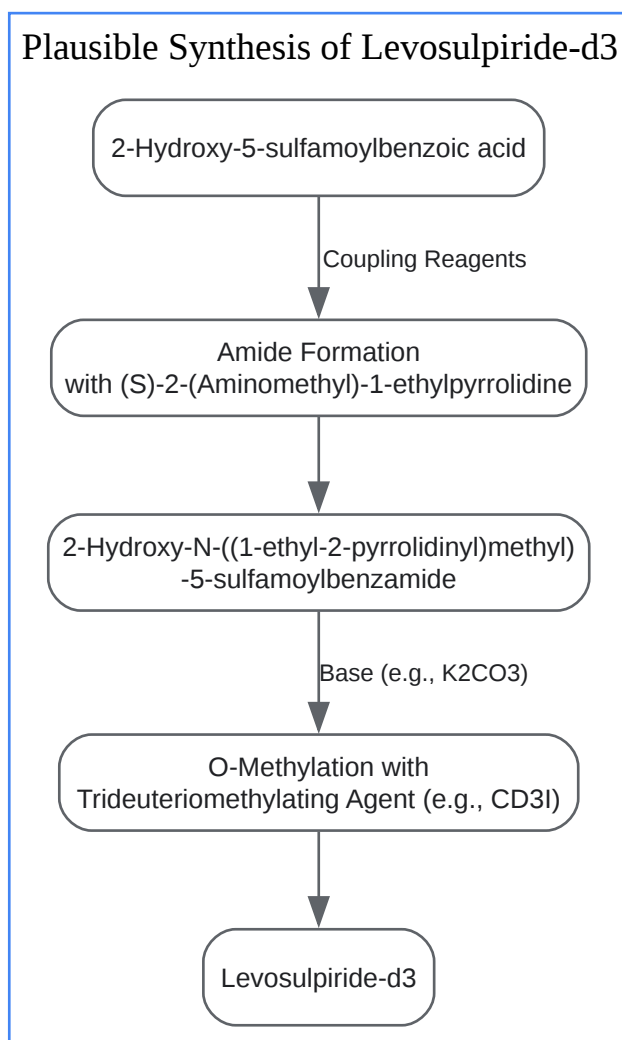 Plausible Synthesis of Levosulpiride-d3
2-Hydroxy-5-sulfamoylbenzoic acid
Coupling Reagents
Amide Formation
with (S)-2-(Aminomethyl)-1-ethylpyrrolidine
2-Hydroxy-N-((1-ethyl-2-pyrrolidinyl)methyl)
-5-sulfamoylbenzamide
Base (e.g., K2CO3)
O-Methylation with
Trideuteriomethylating Agent (e.g., CD3I)
Levosulpiride-d3